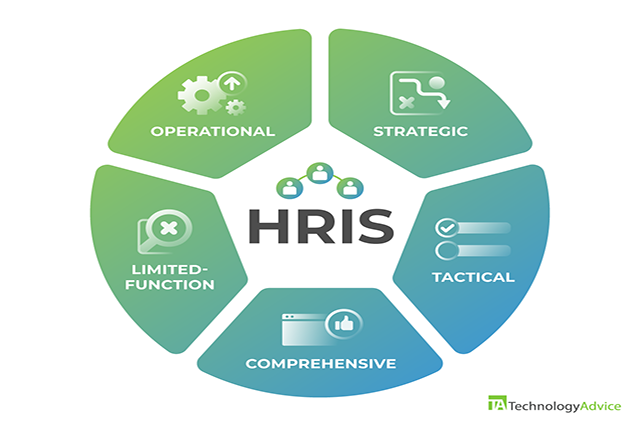 OPERATIONAL
STRATEGIC
HRIS
LIMITED-
FUNCTION
TACTICAL
COMPREHENSIVE
TA TechnologyAdvice